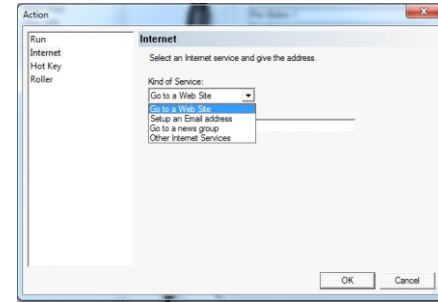 Action
Run
Internet
Hot Key
Roller
Internet
Select an Internet service and give the address.
Kind of Service:
Go to a Web Site
Go to a Web Site
Setup an Email address
Go to a news group
Other Internet Services
OK
Cancel